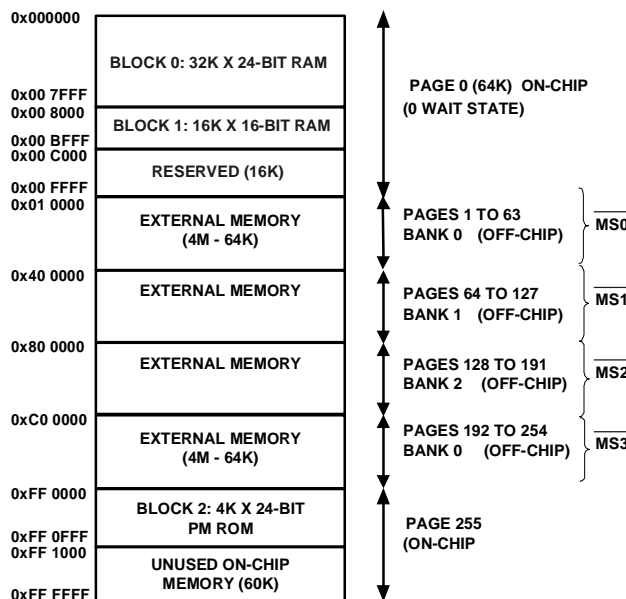 0x000000
BLOCK 0: 32K X 24-BIT RAM
0x00 7FFF
0x00 8000
BLOCK 1: 16K X 16-BIT RAM
0x00 BFFF
0x00 C000
RESERVED (16K)
0x00 FFFF
PAGE 0 (64K) ON-CHIP
(0 WAIT STATE)
0x01 0000
EXTERNAL MEMORY
(4M - 64K)
PAGES 1 TO 63
BANK 0 (OFF-CHIP)
MS0
0x40 0000
EXTERNAL MEMORY
PAGES 64 TO 127
BANK 1 (OFF-CHIP)
MS1
0x80 0000
EXTERNAL MEMORY
PAGES 128 TO 191
BANK 2 (OFF-CHIP)
MS2
0xC0 0000
EXTERNAL MEMORY
(4M - 64K)
PAGES 192 TO 254
BANK 0 (OFF-CHIP)
MS3
0xFF 0000
BLOCK 2: 4K X 24-BIT
PM ROM
0xFF 0FFF
0xFF 1000
UNUSED ON-CHIP
MEMORY (60K)
0xFF FFFF
PAGE 255
(ON-CHIP